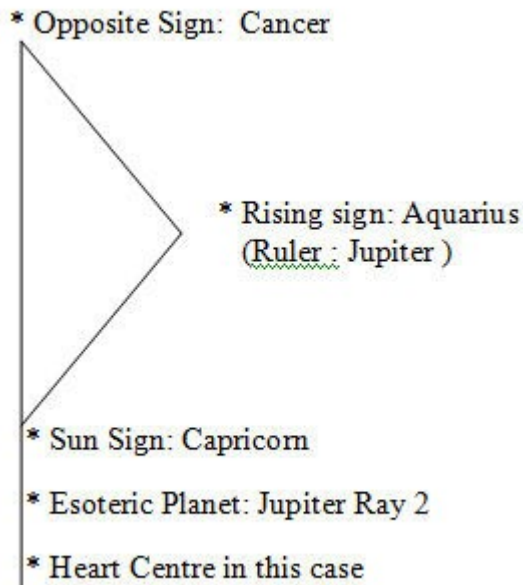 * Opposite Sign:  Cancer
* Rising sign: Aquarius
(Ruler : Jupiter )
* Sun Sign: Capricorn
* Esoteric Planet: Jupiter Ray 2
* Heart Centre in this case